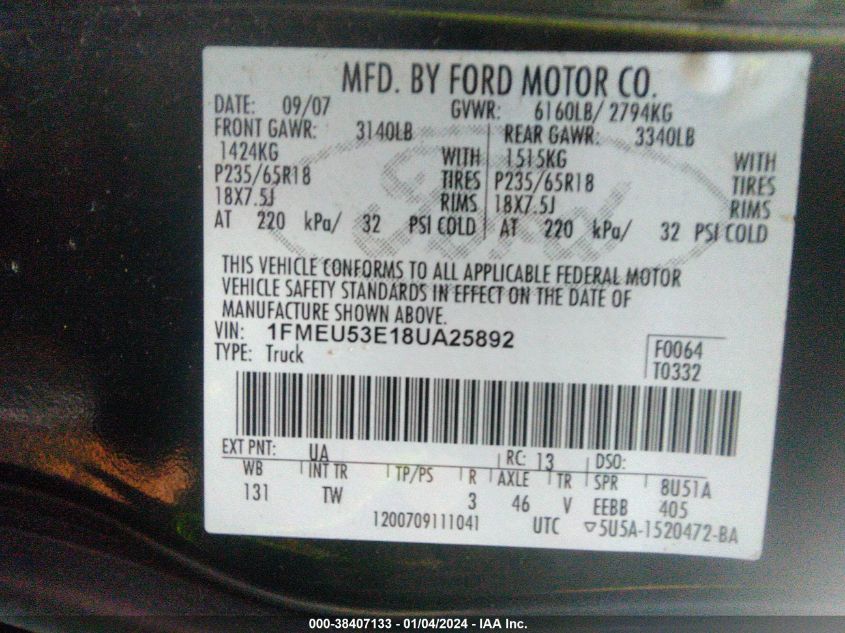 MFD. BY FORD MOTOR CO.
DATE: 09/07 GVWR: 6160LB/ 2794KG
FRONT GAWR: 3140LB REAR GAWR: 3340LB
1424KG WITH 1515KG WITH
P235/65R18 TIRES P235/65R18 TIRES
18X7.5J RIMS 18X7.5J RIMS
AT 220 kPa/ 32 PSI COLD AT 220 kPa/ 32 PSI COLD
Ford
THIS VEHICLE CONFORMS TO ALL APPLICABLE FEDERAL MOTOR
VEHICLE SAFETY STANDARDS IN EFFECT ON THE DATE OF
MANUFACTURE SHOWN ABOVE.
VIN: 1FMEU53E18UA25892
TYPE: Truck
F0064
T0332
EXT PNT: UA RC: 13 DSO:
WB INT TR TP/PS R AXLE TR SPR 8U51A
131 TW 3 46 V EEBB 405
1200709111041 UTC ▽5U5A-1520472-BA
000-38407133 - 01/04/2024 - IAA Inc.